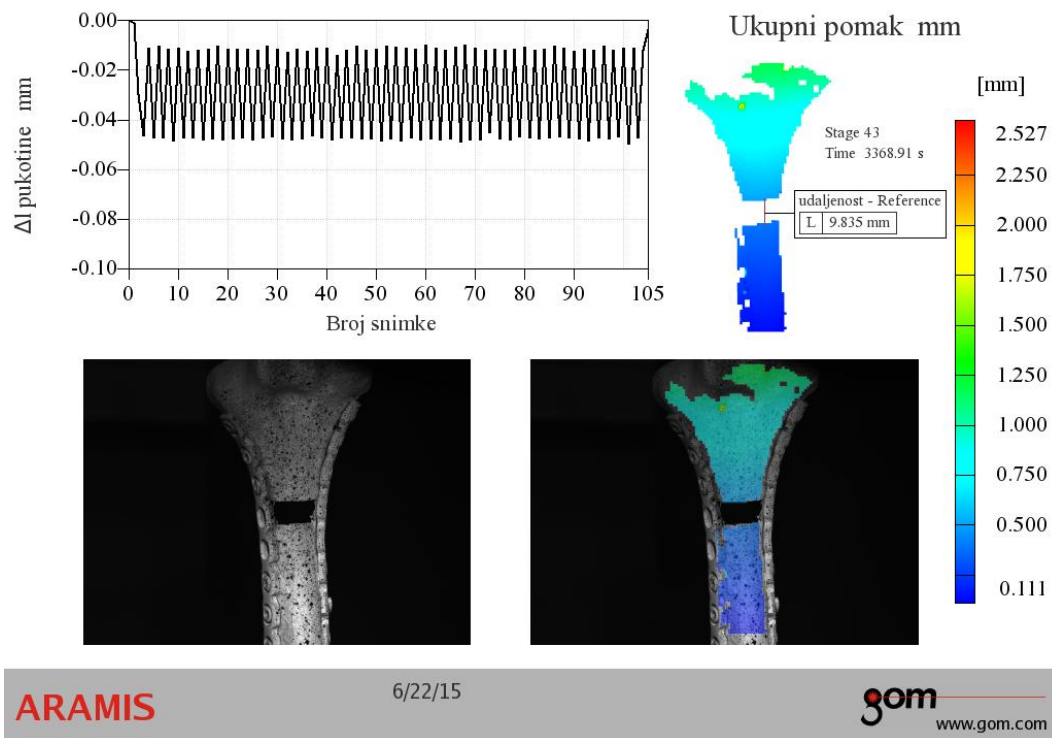 0.00
-0.02
-0.04
-0.06
-0.08
-0.10
Δl pukotine mm
0 10 20 30 40 50 60 70 80 90 105
Broj snimke
Ukupni pomak mm
Stage 43
Time 3368.91 s
udaljenost - Reference
L 9.835 mm
[mm]
2.527
2.250
2.000
1.750
1.500
1.250
1.000
0.750
0.500
0.111
ARAMIS
6/22/15
gom
www.gom.com